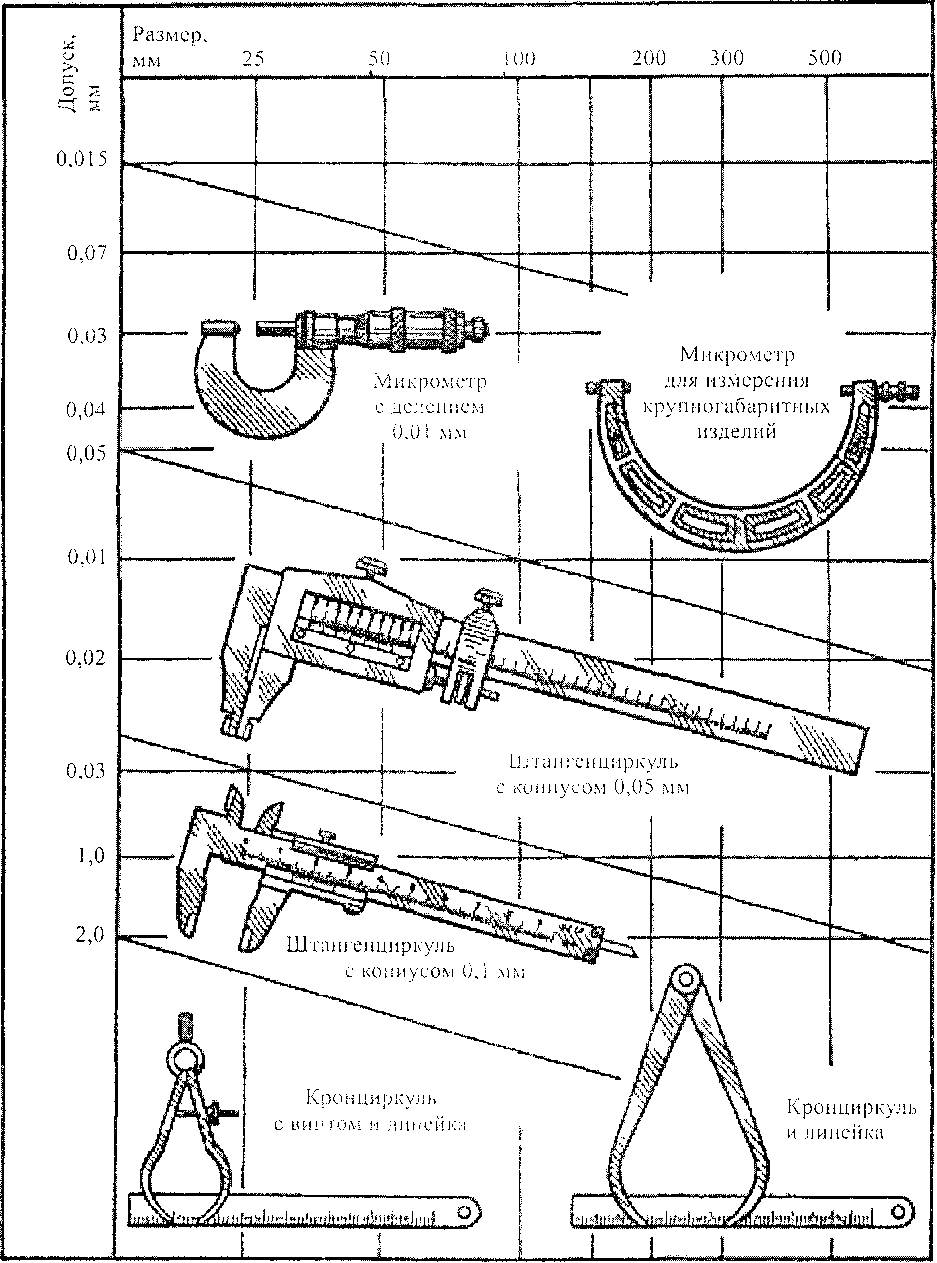 Допуск,
мм
Размер,
мм
25
50
100
200
300
500
0,015
0,07
0,03
0,04
0,05
0,01
0,02
0,03
1,0
2,0
Микрометр
с делением
0,01 мм
Микрометр
для измерения
крупногабаритных
изделий
Штангенциркуль
с кониусом 0,05 мм
Штангенциркуль
с кониусом 0,1 мм
Кронциркуль
с винтом и линейка
Кронциркуль
и линейка